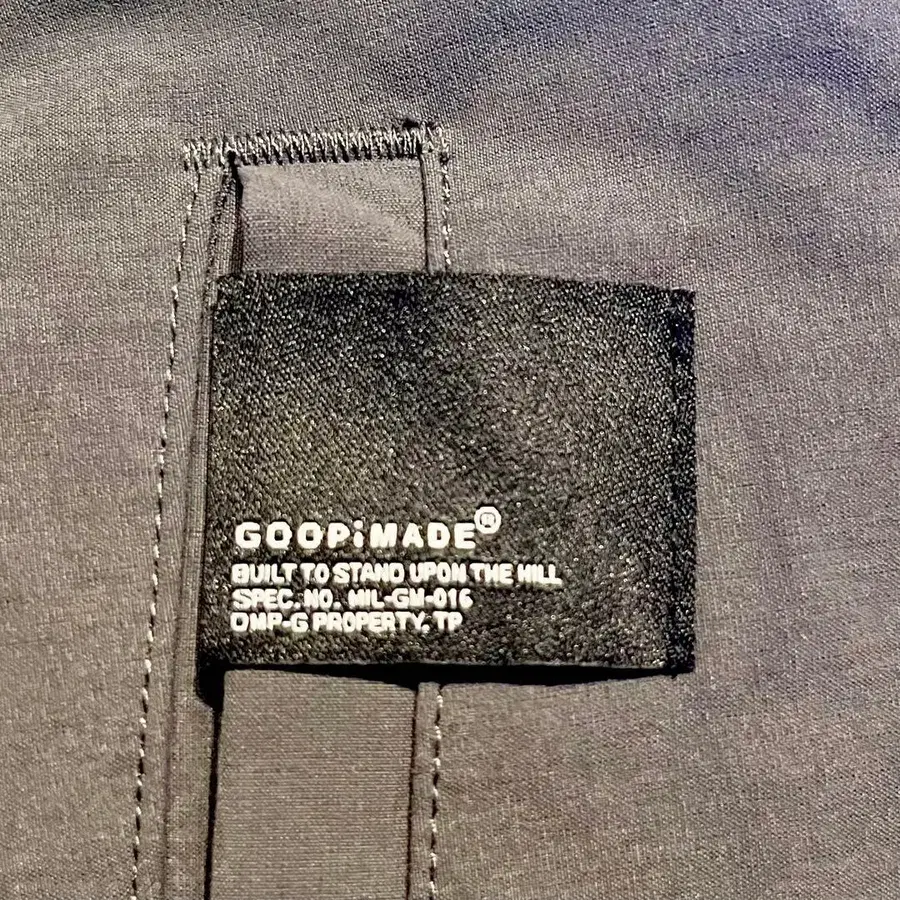 GOOPiMADE®
BUILT TO STAND UPON THE HILL
SPEC. NO. MIL-GM-016
DMP-G PROPERTY, TP